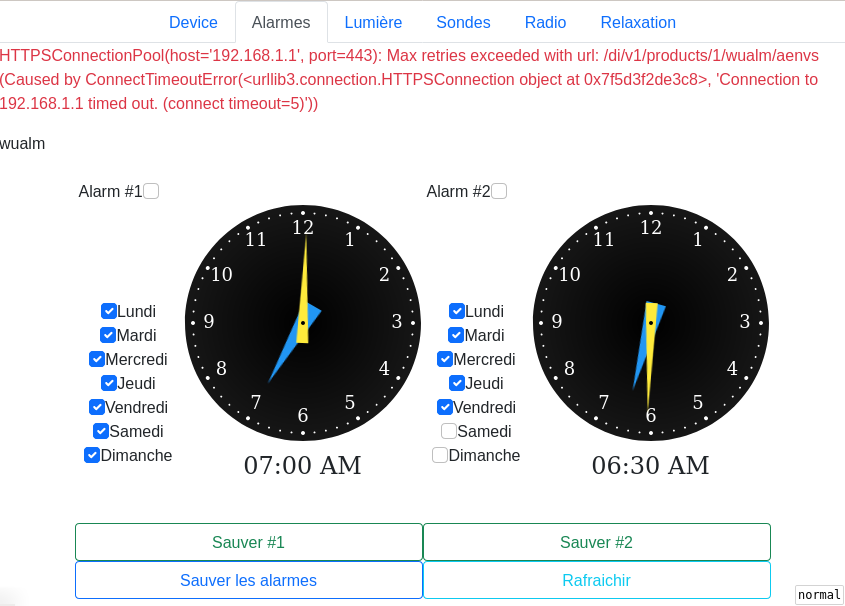 Device Alarmes Lumière Sondes Radio Relaxation
HTTPSConnectionPool(host='192.168.1.1', port=443): Max retries exceeded with url: /di/v1/products/1/wualm/aenvs
(Caused by ConnectTimeoutError(<urllib3.connection.HTTPSConnection object at 0x7f5d3f2de3c8>, 'Connection to
192.168.1.1 timed out. (connect timeout=5)'))
wualm
Alarm #1
12
1
2
3
4
5
6
7
8
9
10
11
Lundi
Mardi
Mercredi
Jeudi
Vendredi
Samedi
Dimanche
07:00 AM
Alarm #2
12
1
2
3
4
5
6
7
8
9
10
11
Lundi
Mardi
Mercredi
Jeudi
Vendredi
Samedi
Dimanche
06:30 AM
Sauver #1
Sauver #2
Sauver les alarmes
Rafraichir
normal